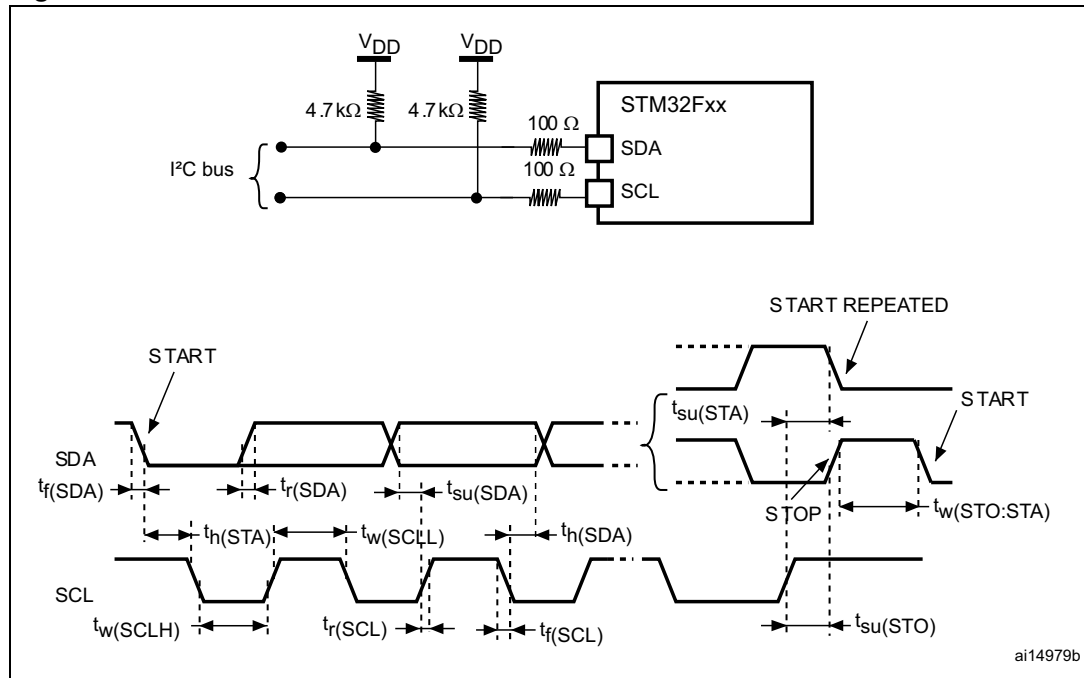 VDD VDD
4.7kΩ 4.7kΩ
STM32Fxx
100 Ω
SDA
100 Ω
SCL
I²C bus
START REPEATED
START
tsu(STA)
START
SDA
tf(SDA) tr(SDA) tsu(SDA)
STOP
tw(STO:STA)
th(STA) tw(SCLL) th(SDA)
SCL
tw(SCLH) tr(SCL) tf(SCL) tsu(STO)
ai14979b